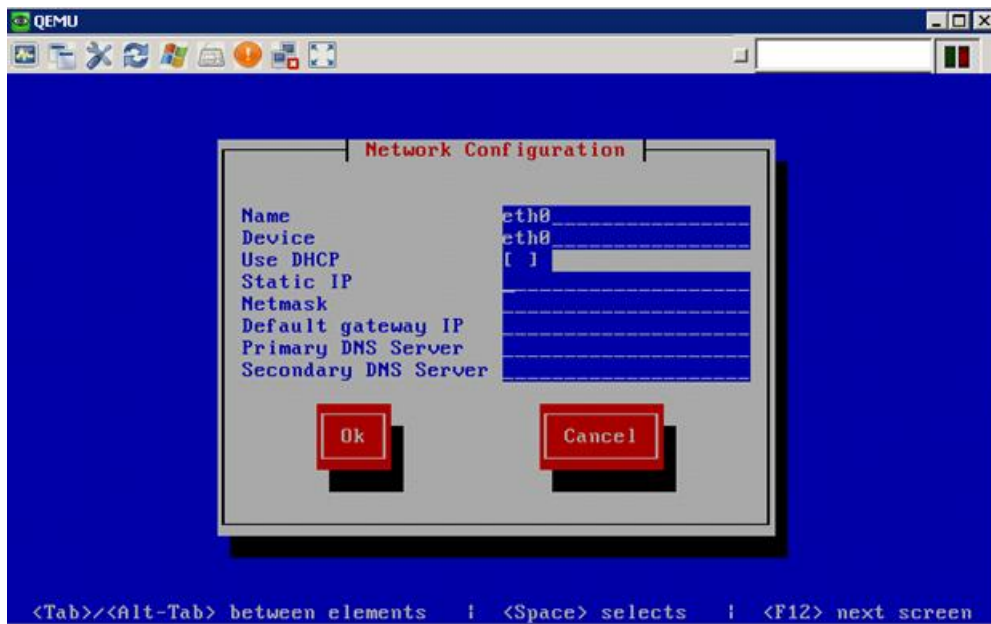 QEMU
Network Configuration
Name eth0
Device eth0
Use DHCP [ ]
Static IP
Netmask
Default gateway IP
Primary DNS Server
Secondary DNS Server
Ok Cancel
<Tab>/<Alt-Tab> between elements | <Space> selects | <F12> next screen